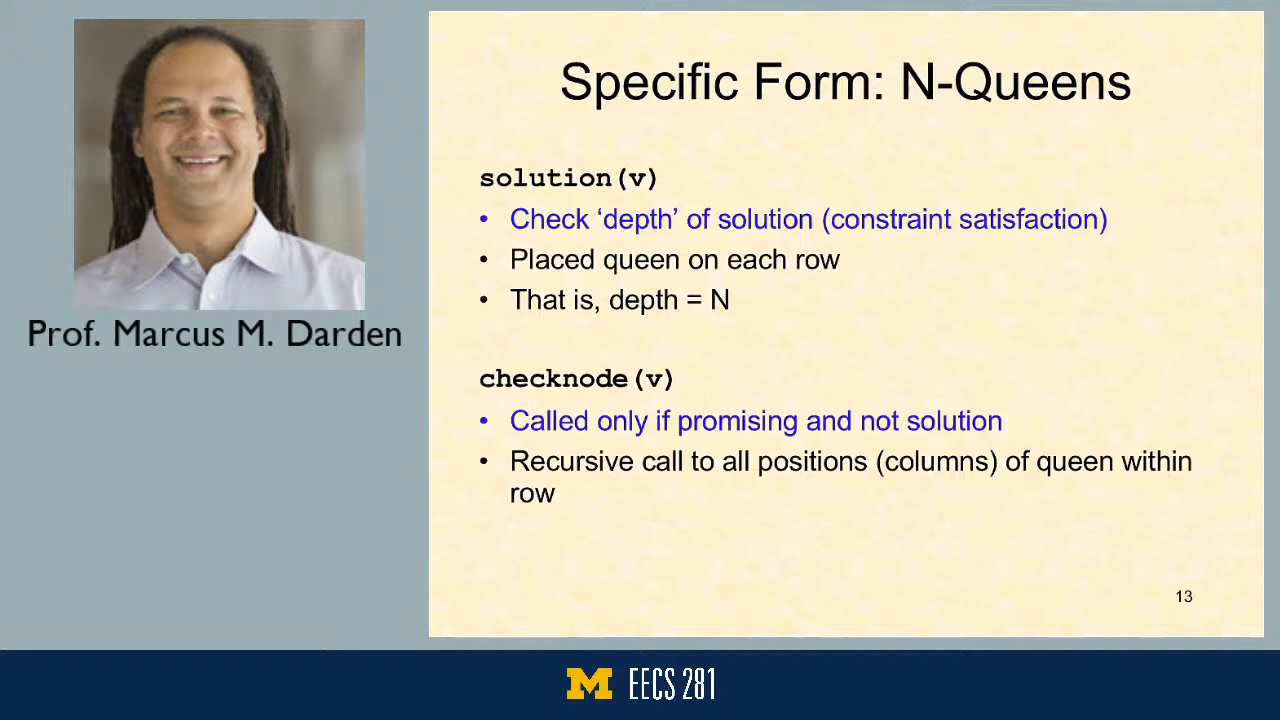 Prof. Marcus M. Darden
Specific Form: N-Queens
solution(v)
• Check ‘depth’ of solution (constraint satisfaction)
• Placed queen on each row
• That is, depth = N
checknode(v)
• Called only if promising and not solution
• Recursive call to all positions (columns) of queen within
row
13
M EECS 281